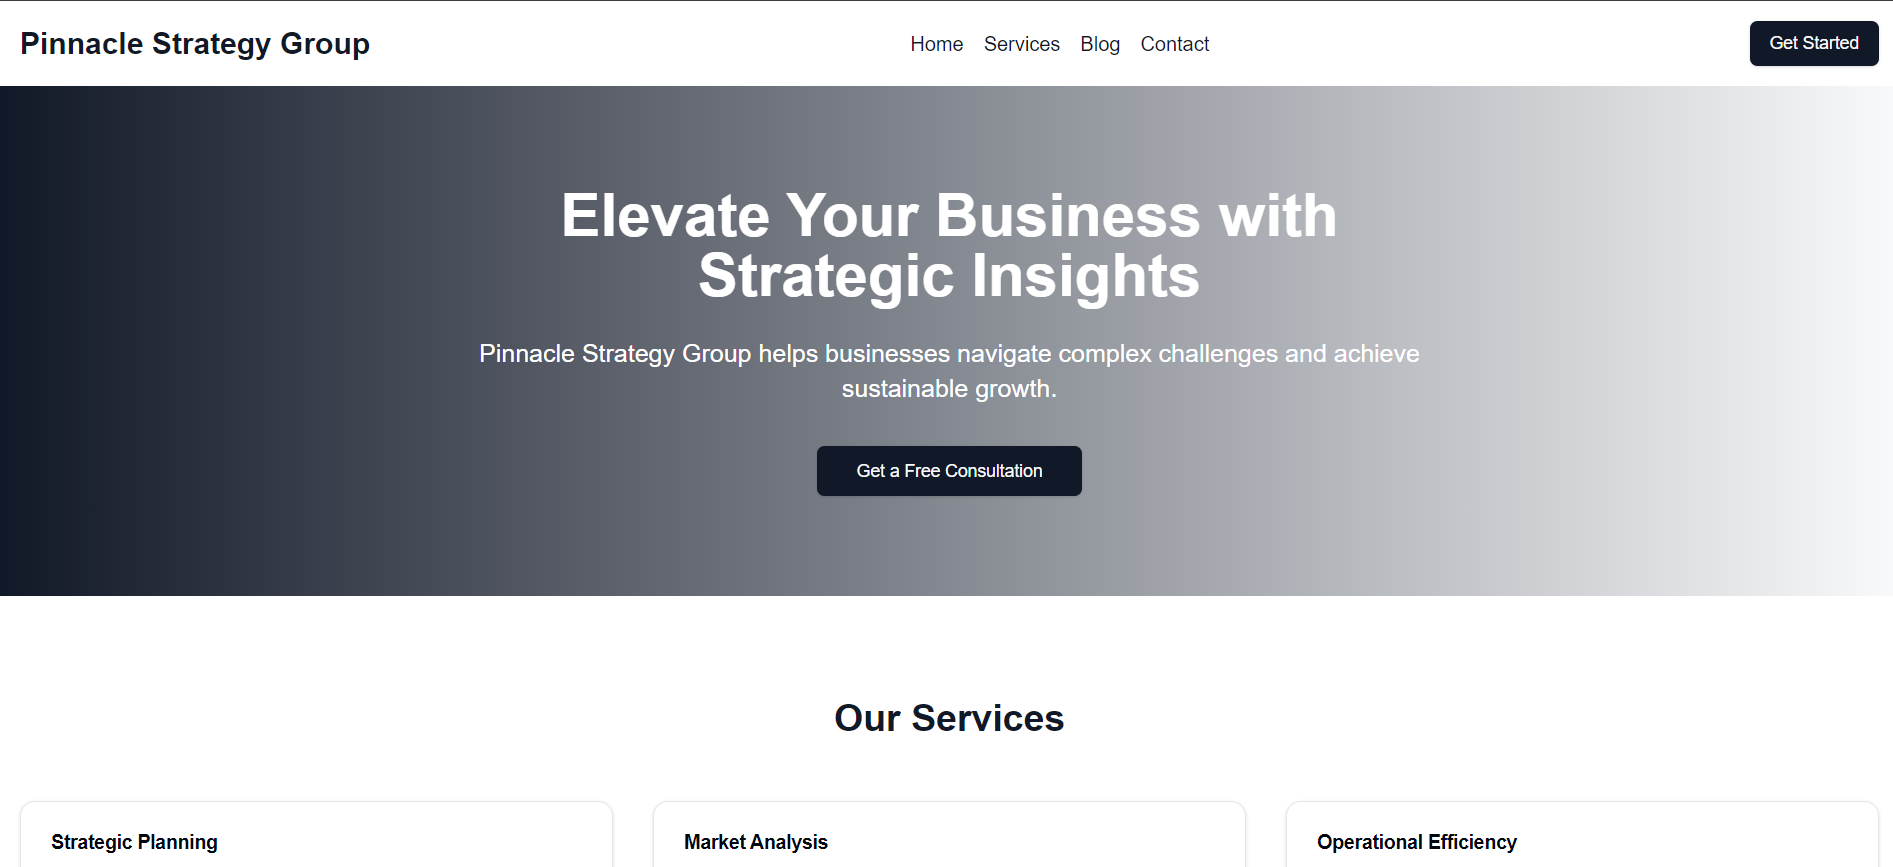 Pinnacle Strategy Group
Home Services Blog Contact
Get Started
Elevate Your Business with
Strategic Insights
Pinnacle Strategy Group helps businesses navigate complex challenges and achieve
sustainable growth.
Get a Free Consultation
Our Services
Strategic Planning
Market Analysis
Operational Efficiency